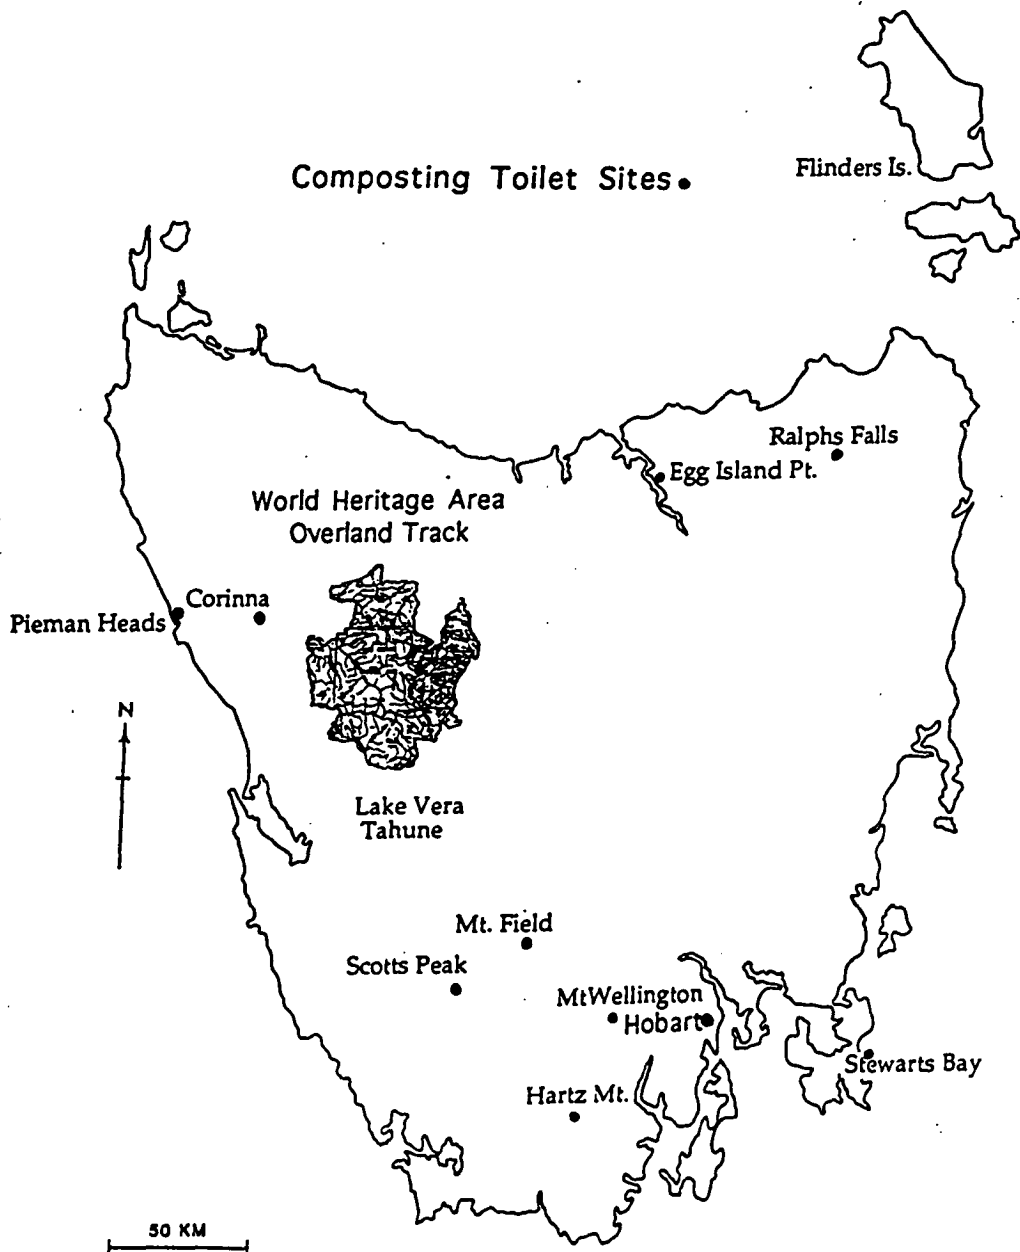 Flinders Is.
Composting Toilet Sites
Ralphs Falls
Egg Island Pt.
World Heritage Area
Overland Track
Corinna
Pieman Heads
N
Lake Vera
Tahune
Mt. Field
Scotts Peak
MtWellington
Hobart
Stewarts Bay
Hartz Mt.
50 KM